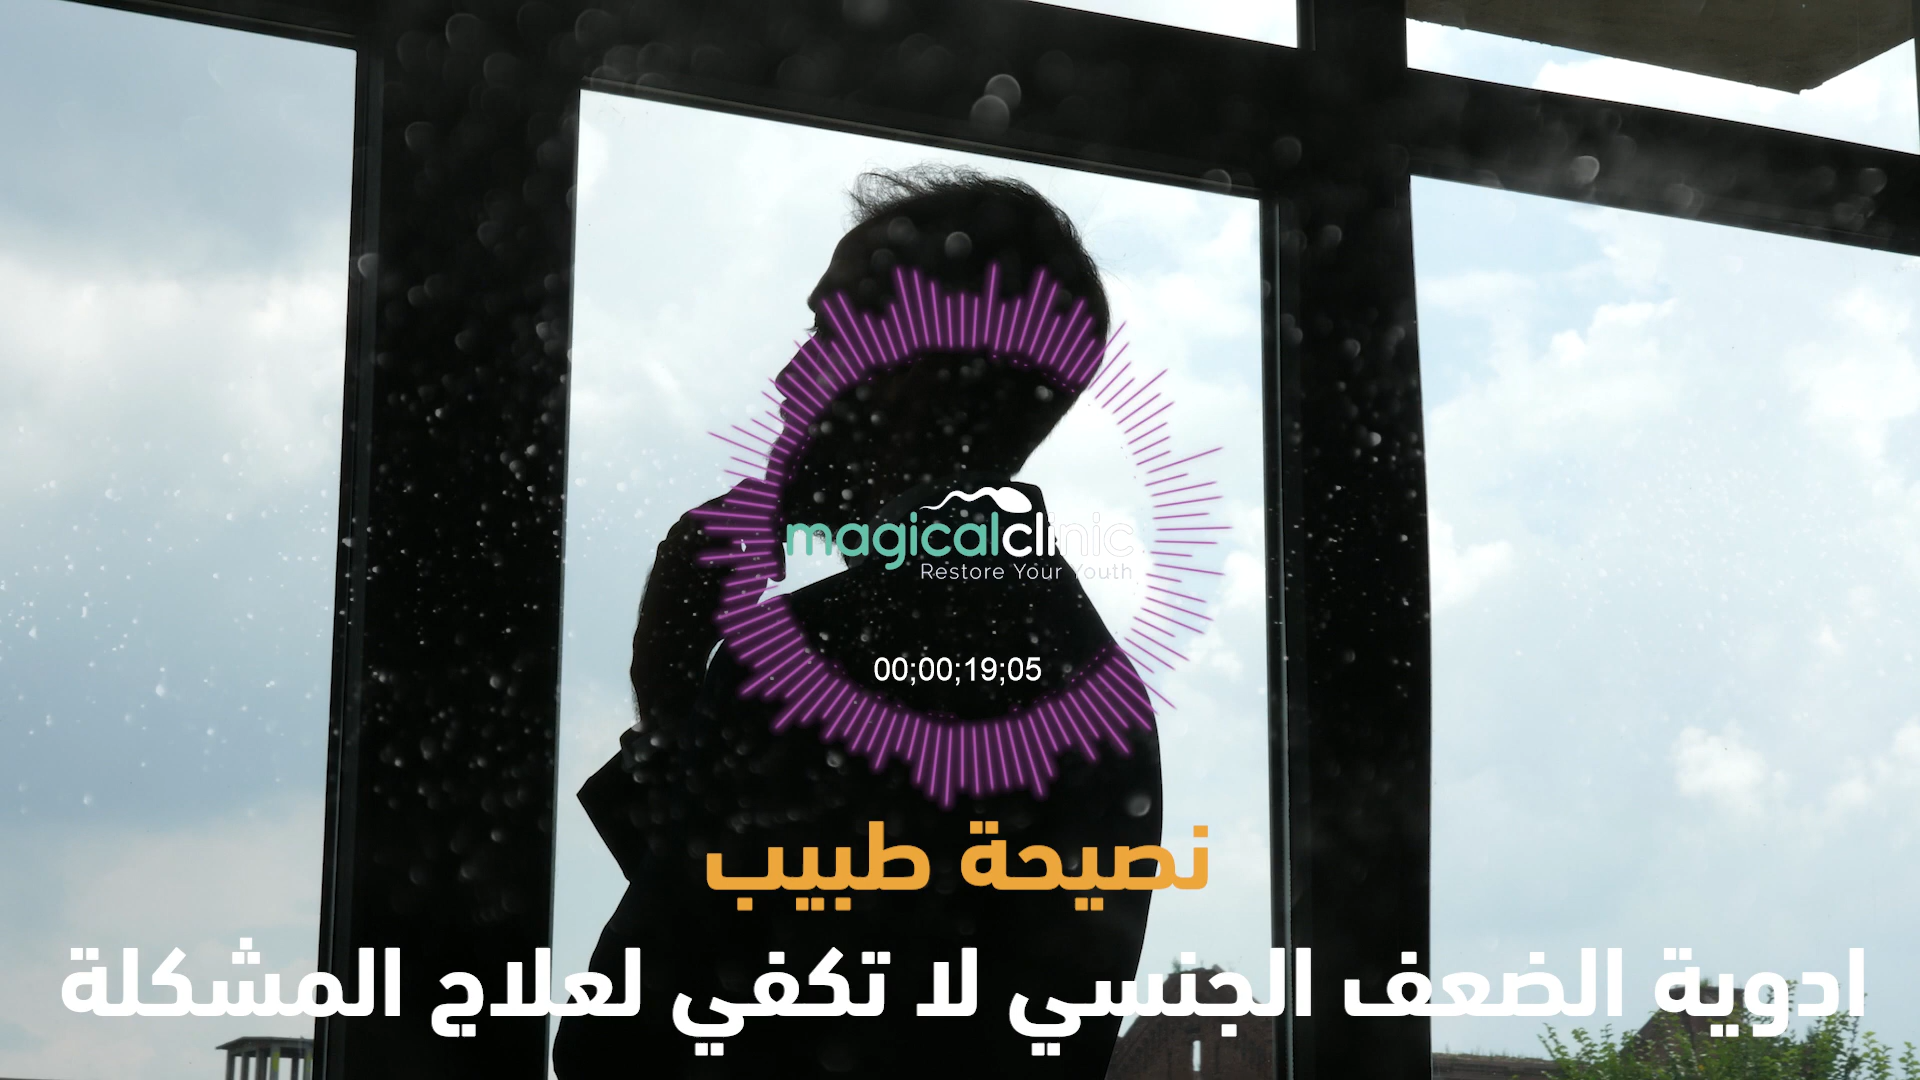 magicalclinic
Restore Your Youth
00;00;19;05
نصيحة طبيب
ادوية الضعف الجنسي لا تكفي لعلاج المشكلة